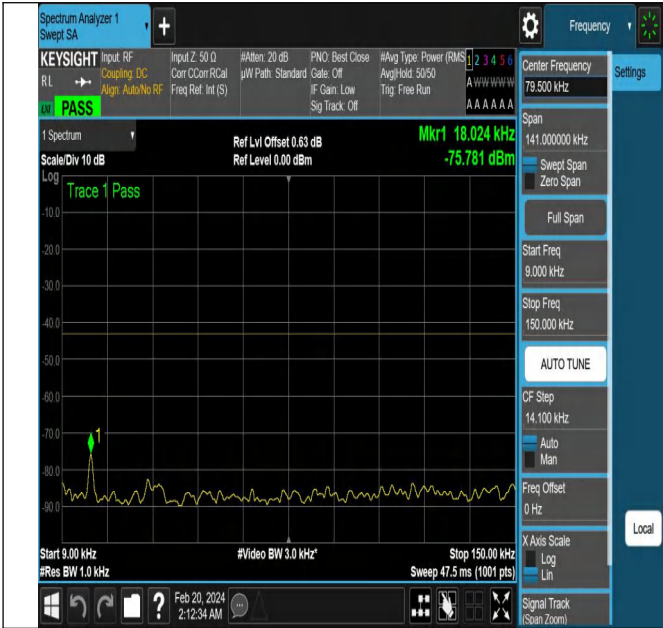 Spectrum Analyzer 1
Swept SA
+
Frequency
KEYSIGHT
RL
LXI
PASS
Input: RF
Coupling: DC
Align: Auto/No RF
Input Z: 50 Ω
Corr CCorr RCal
Freq Ref: Int (S)
#Atten: 20 dB
µW Path: Standard
PNO: Best Close
Gate: Off
IF Gain: Low
Sig Track: Off
#Avg Type: Power (RMS
Avg|Hold: 50/50
Trig: Free Run
1 2 3 4 5 6
A W W W W W
A A A A A A
1 Spectrum
Scale/Div 10 dB
Ref Lvl Offset 0.63 dB
Ref Level 0.00 dBm
Mkr1 18.024 kHz
-75.781 dBm
Log
Trace 1 Pass
-10.0
-20.0
-30.0
-40.0
-50.0
-60.0
-70.0
-80.0
-90.0
1
Start 9.00 kHz
#Res BW 1.0 kHz
#Video BW 3.0 kHz*
Stop 150.00 kHz
Sweep 47.5 ms (1001 pts)
?
Feb 20, 2024
2:12:34 AM
Center Frequency
79.500 kHz
Settings
Span
141.000000 kHz
Swept Span
Zero Span
Full Span
Start Freq
9.000 kHz
Stop Freq
150.000 kHz
AUTO TUNE
CF Step
14.100 kHz
Auto
Man
Freq Offset
0 Hz
X Axis Scale
Log
Lin
Local
Signal Track
(Span Zoom)